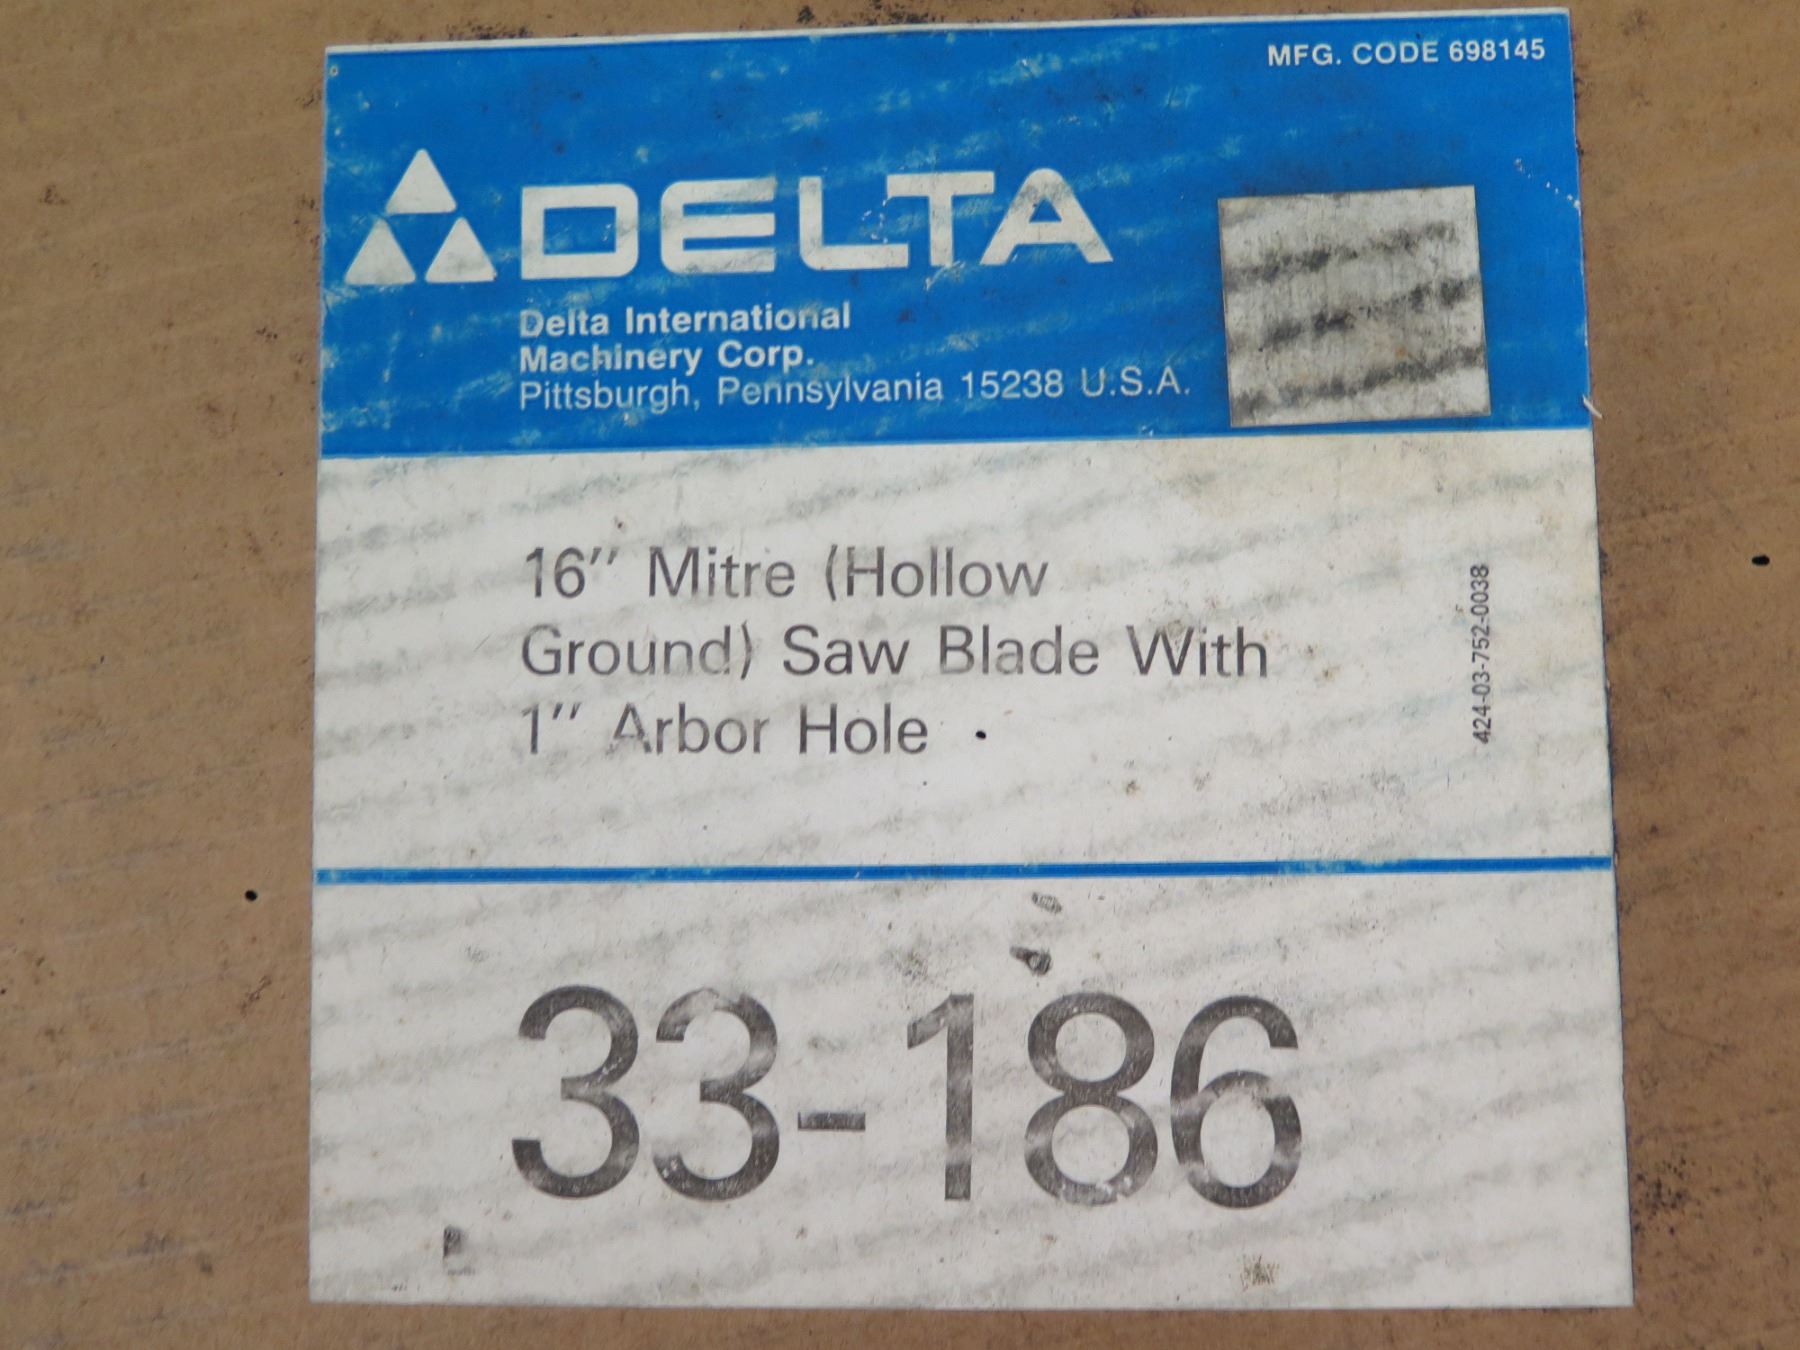 MFG. CODE 698145
DELTA
Delta International
Machinery Corp.
Pittsburgh, Pennsylvania 15238 U.S.A.
16″ Mitre (Hollow
Ground) Saw Blade With
1″ Arbor Hole
424-03-752-0038
33-186